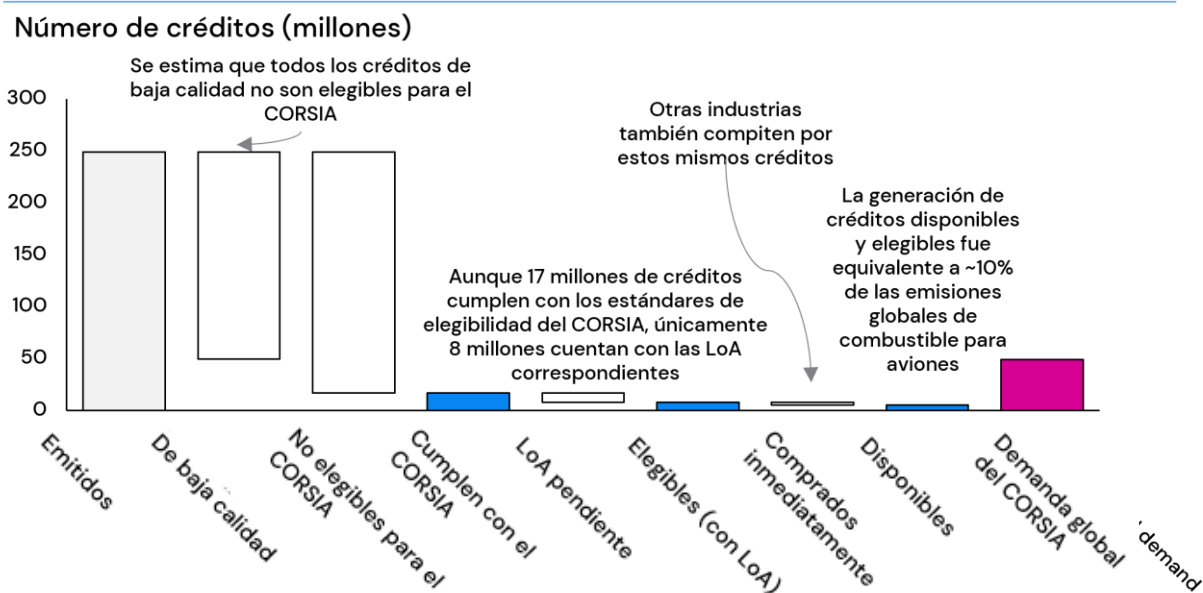 Número de créditos (millones)
Se estima que todos los créditos de
baja calidad no son elegibles para el
CORSIA
Otras industrias
también compiten por
estos mismos créditos
La generación de
créditos disponibles
y elegibles fue
equivalente a ~10%
de las emisiones
globales de
combustible para
aviones
Aunque 17 millones de créditos
cumplen con los estándares de
elegibilidad del CORSIA, únicamente
8 millones cuentan con las LoA
correspondientes
300
250
200
150
100
50
0
Emitidos
De baja calidad
No elegibles para el
CORSIA
Cumplen con el
CORSIA
LoA pendiente
Elegibles (con LoA)
Comprados
inmediatamente
Disponibles
Demanda global
del CORSIA
demand